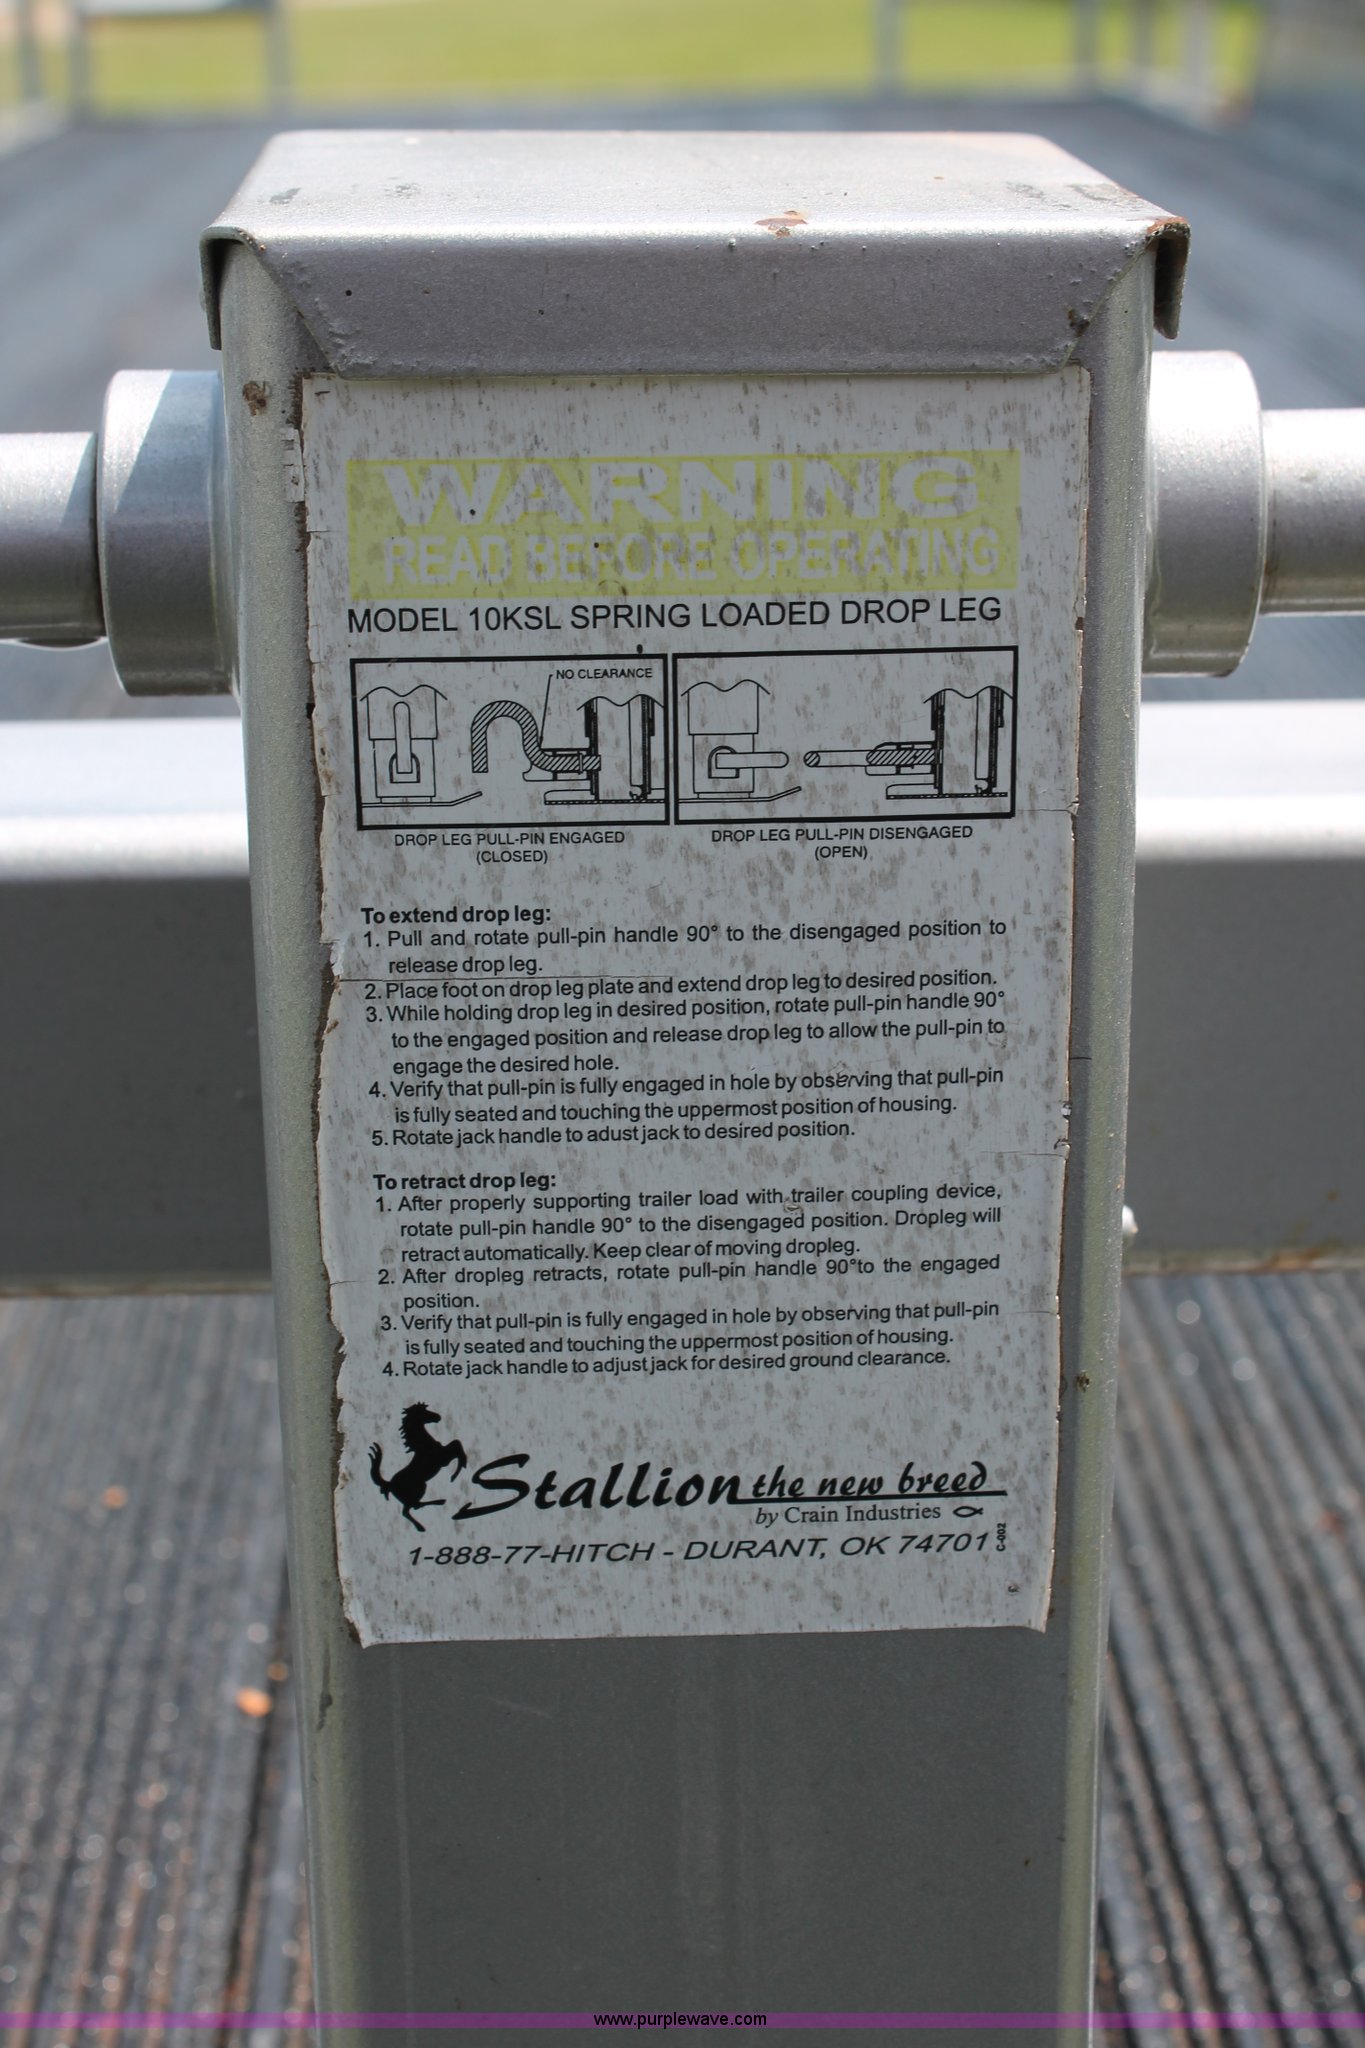 WARNING
READ BEFORE OPERATING
MODEL 10KSL SPRING LOADED DROP LEG
NO CLEARANCE
DROP LEG PULL-PIN ENGAGED
(CLOSED)
DROP LEG PULL-PIN DISENGAGED
(OPEN)
To extend drop leg:
1. Pull and rotate pull-pin handle 90° to the disengaged position to
release drop leg.
2. Place foot on drop leg plate and extend drop leg to desired position.
3. While holding drop leg in desired position, rotate pull-pin handle 90°
to the engaged position and release drop leg to allow the pull-pin to
engage the desired hole.
4. Verify that pull-pin is fully engaged in hole by observing that pull-pin
is fully seated and touching the uppermost position of housing.
5. Rotate jack handle to adust jack to desired position.
To retract drop leg:
1. After properly supporting trailer load with trailer coupling device,
rotate pull-pin handle 90° to the disengaged position. Dropleg will
retract automatically. Keep clear of moving dropleg.
2. After dropleg retracts, rotate pull-pin handle 90°to the engaged
position.
3. Verify that pull-pin is fully engaged in hole by observing that pull-pin
is fully seated and touching the uppermost position of housing.
4. Rotate jack handle to adjust jack for desired ground clearance.
Stallion the new breed
by Crain Industries
1-888-77-HITCH - DURANT, OK 74701
C-002
www.purplewave.com